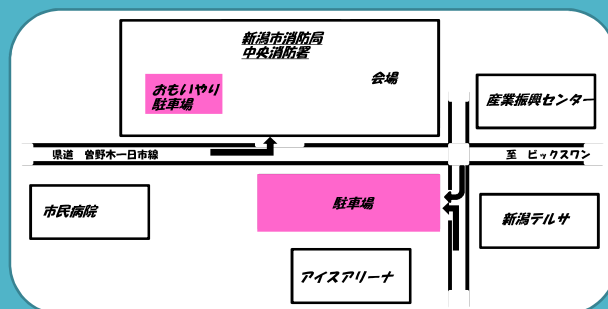 新潟市消防局
中央消防署
おもいやり
駐車場
会場
産業振興センター
県道 曽野木一日市線
至 ビックスワン
市民病院
駐車場
新潟テルサ
アイスアリーナ